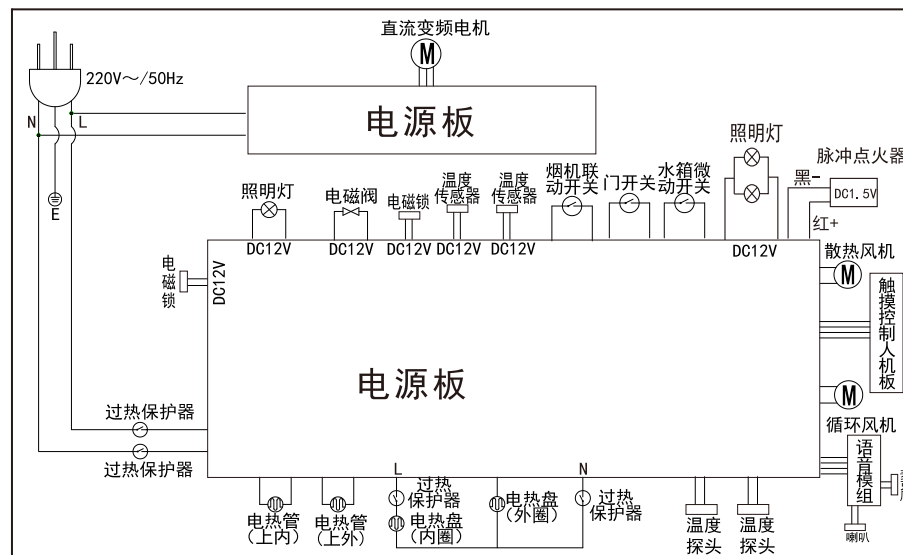 直流变频电机
M
220V～/50Hz
N
L
E
电源板
照明灯
DC12V
电磁阀
DC12V
电磁锁
DC12V
温度
传感器
DC12V
温度
传感器
DC12V
烟机联
动开关
门开关
水箱微
动开关
照明灯
DC12V
脉冲点火器
黑-
DC1.5V
红+
电磁锁
DC12V
散热风机
M
触摸控制人机板
电源板
M
循环风机
语音模组
喇叭
过热保护器
过热保护器
电热管
（上内）
电热管
（上外）
L
过热
保护器
电热盘
（内圈）
电热盘
（外圈）
N
过热
保护器
温度
探头
温度
探头